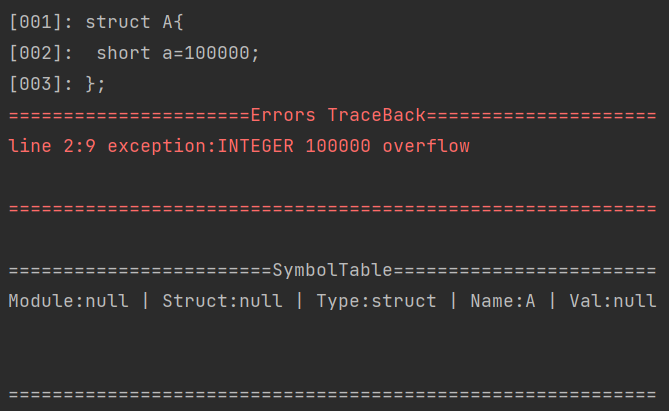 [001]: struct A{
[002]:  short a=100000;
[003]: };
======================Errors TraceBack=====================
line 2:9 exception:INTEGER 100000 overflow
===========================================================
========================SymbolTable========================
Module:null | Struct:null | Type:struct | Name:A | Val:null
===========================================================